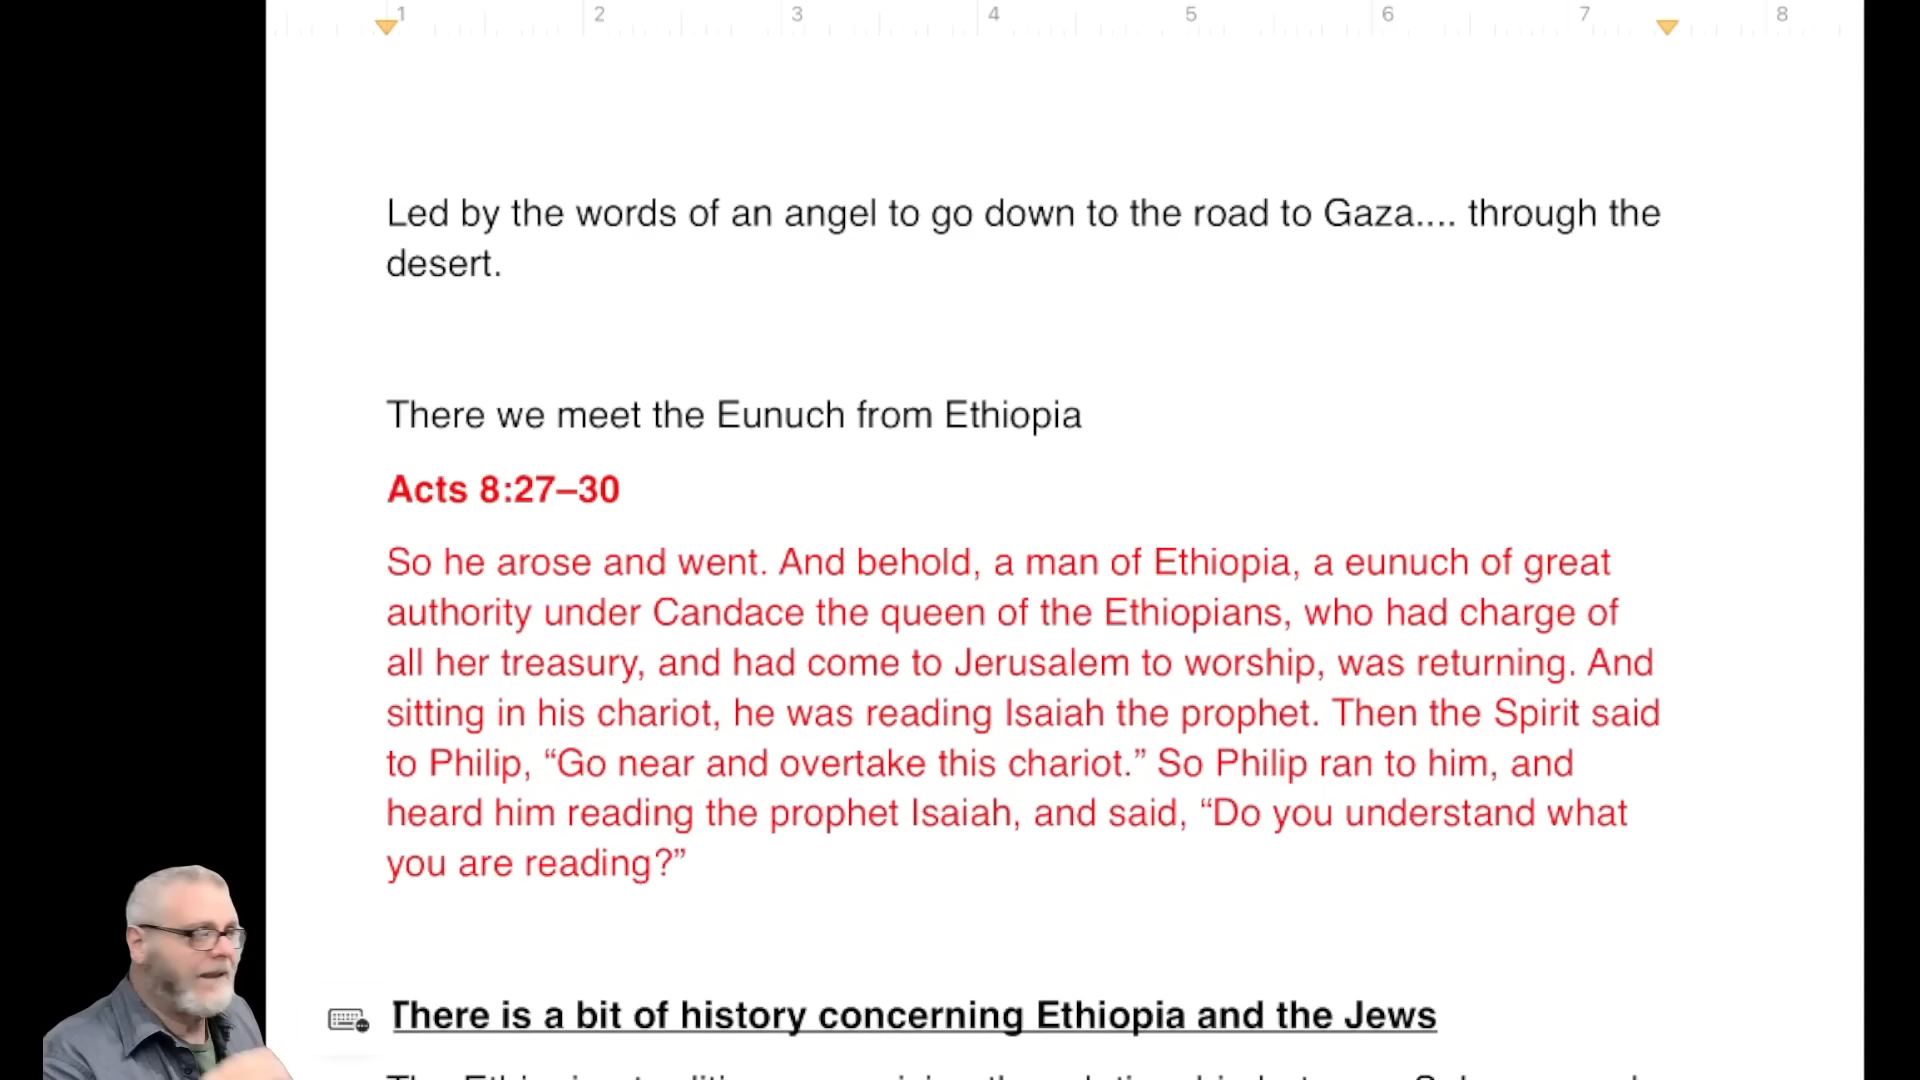 1 2 3 4 5 6 7 8
Led by the words of an angel to go down to the road to Gaza.... through the
desert.
There we meet the Eunuch from Ethiopia
Acts 8:27–30
So he arose and went. And behold, a man of Ethiopia, a eunuch of great
authority under Candace the queen of the Ethiopians, who had charge of
all her treasury, and had come to Jerusalem to worship, was returning. And
sitting in his chariot, he was reading Isaiah the prophet. Then the Spirit said
to Philip, “Go near and overtake this chariot.” So Philip ran to him, and
heard him reading the prophet Isaiah, and said, “Do you understand what
you are reading?”
There is a bit of history concerning Ethiopia and the Jews